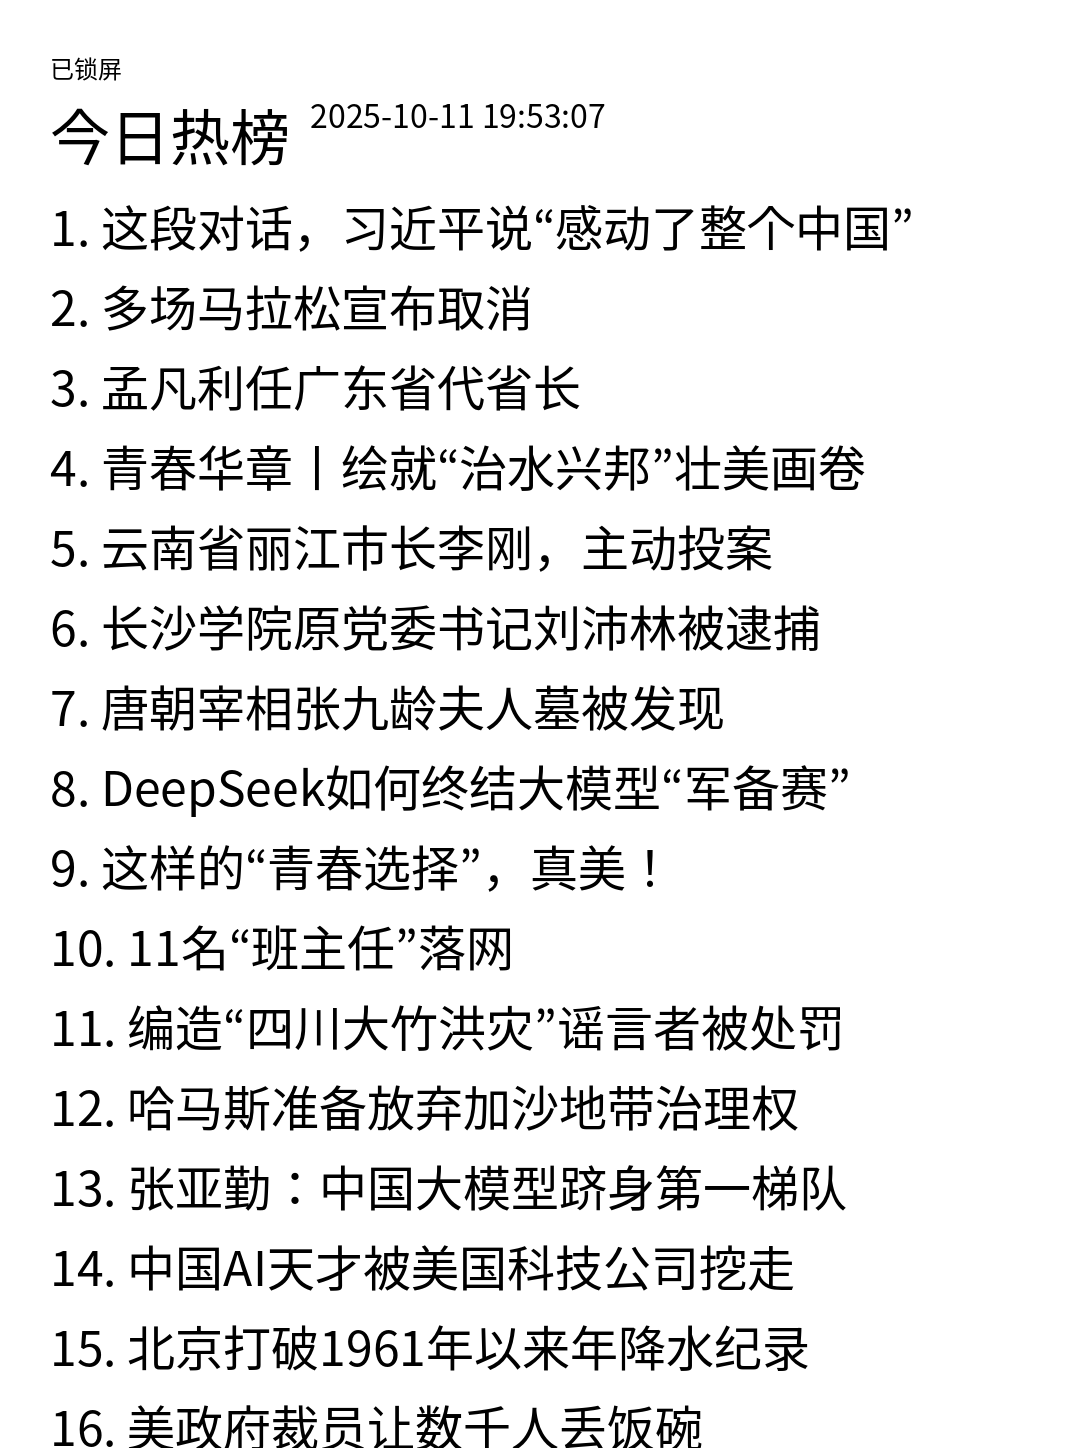 已锁屏
今日热榜 2025-10-11 19:53:07
1. 这段对话，习近平说“感动了整个中国”
2. 多场马拉松宣布取消
3. 孟凡利任广东省代省长
4. 青春华章丨绘就“治水兴邦”壮美画卷
5. 云南省丽江市长李刚，主动投案
6. 长沙学院原党委书记刘沛林被逮捕
7. 唐朝宰相张九龄夫人墓被发现
8. DeepSeek如何终结大模型“军备赛”
9. 这样的“青春选择”，真美！
10. 11名“班主任”落网
11. 编造“四川大竹洪灾”谣言者被处罚
12. 哈马斯准备放弃加沙地带治理权
13. 张亚勤：中国大模型跻身第一梯队
14. 中国AI天才被美国科技公司挖走
15. 北京打破1961年以来年降水纪录
16. 美政府裁员让数千人丢饭碗